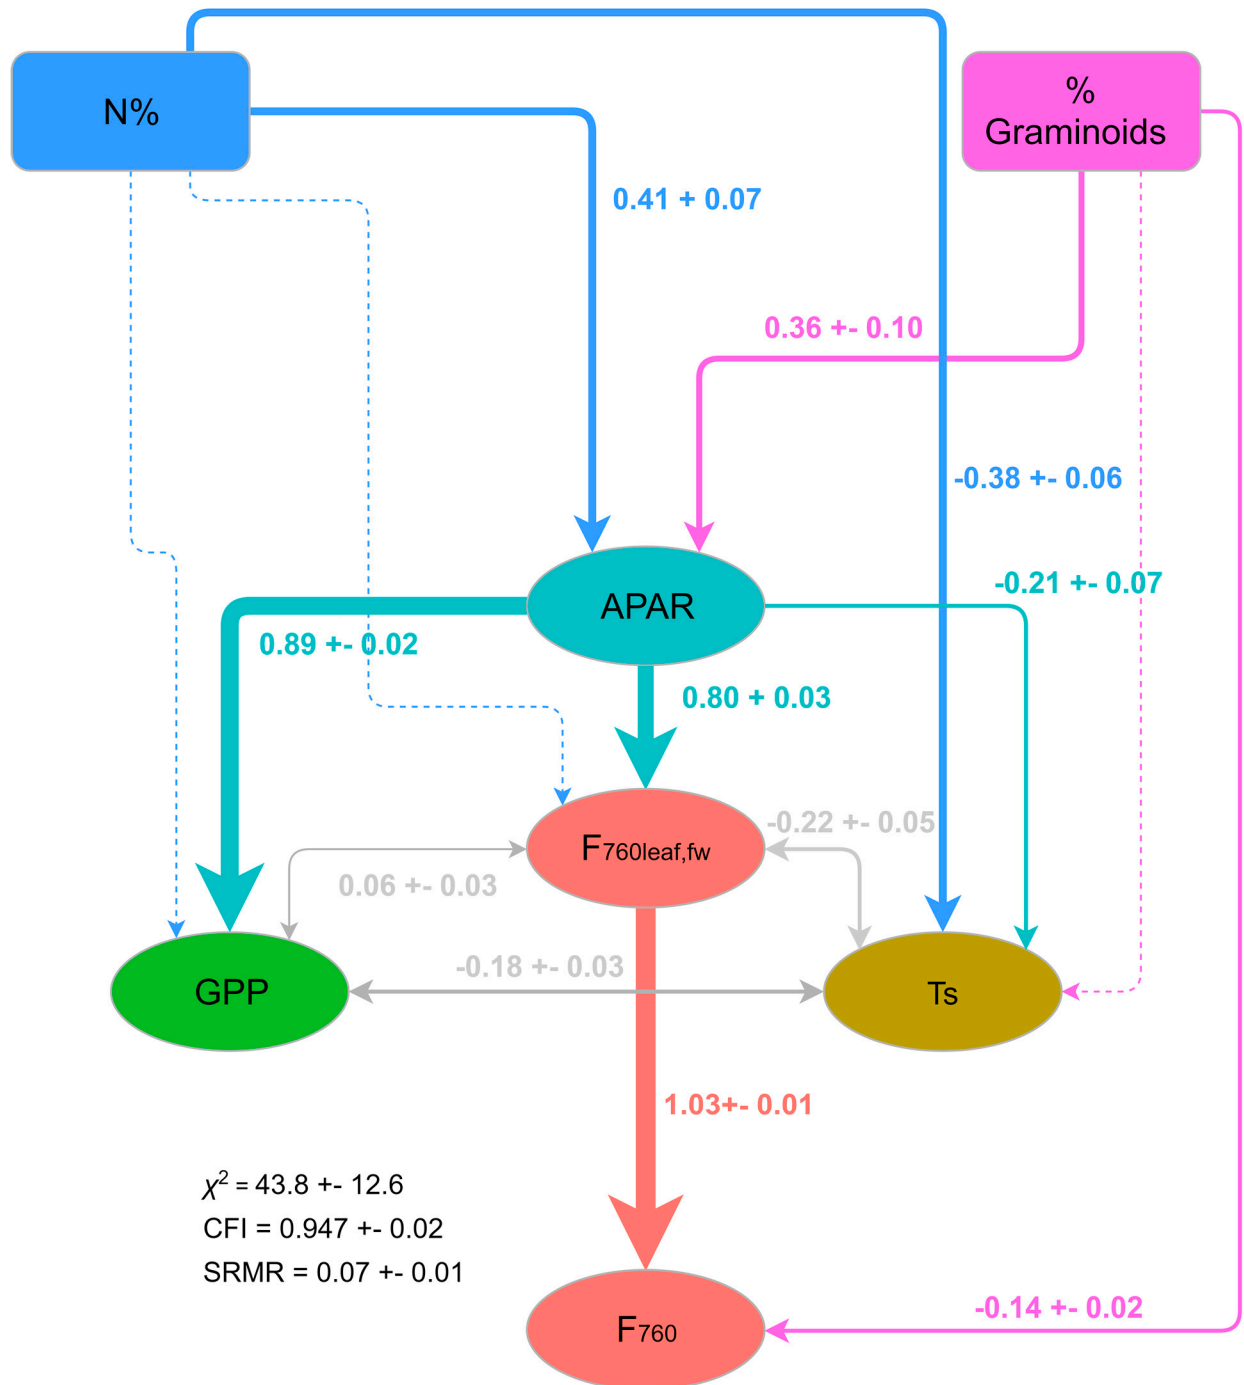 N%
%
Graminoids
0.41 + 0.07
0.36 +- 0.10
-0.38 +- 0.06
-0.21 +- 0.07
APAR
0.89 +- 0.02
0.80 + 0.03
-0.22 +- 0.05
F760leaf,fw
0.06 +- 0.03
-0.18 +- 0.03
GPP
Ts
1.03+- 0.01
χ² = 43.8 +- 12.6
CFI = 0.947 +- 0.02
SRMR = 0.07 +- 0.01
-0.14 +- 0.02
F760